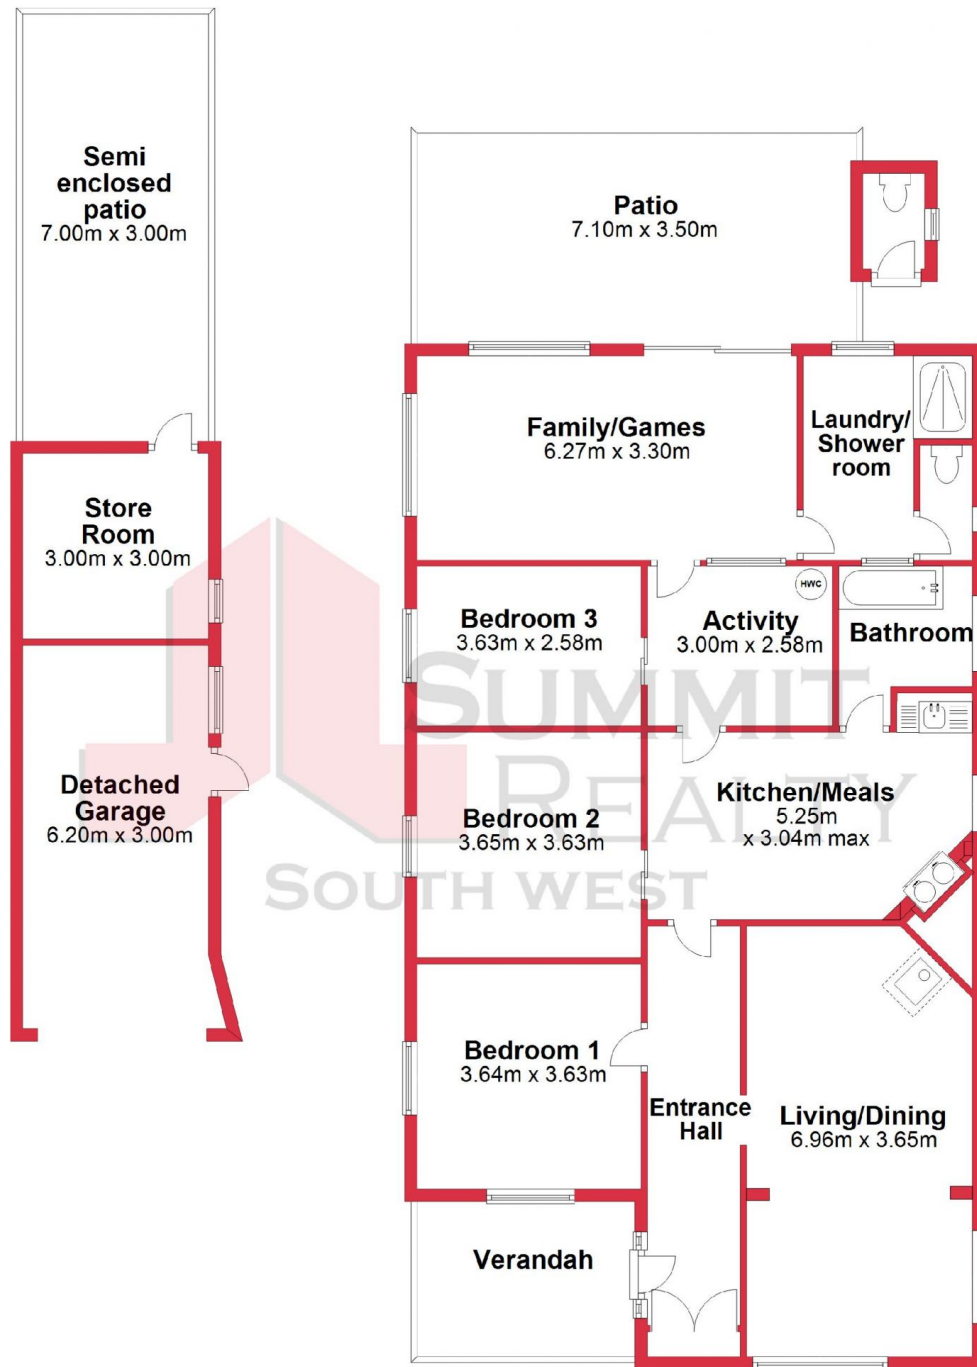 Semi
enclosed
patio
7.00m x 3.00m
Patio
7.10m x 3.50m
Family/Games
6.27m x 3.30m
Laundry/
Shower
room
Store
Room
3.00m x 3.00m
Bedroom 3
3.63m x 2.58m
Activity
3.00m x 2.58m
HWC
Bathroom
SUMMIT
REALTY
SOUTH WEST
Detached
Garage
6.20m x 3.00m
Bedroom 2
3.65m x 3.63m
Kitchen/Meals
5.25m
x 3.04m max
Bedroom 1
3.64m x 3.63m
Entrance
Hall
Living/Dining
6.96m x 3.65m
Verandah